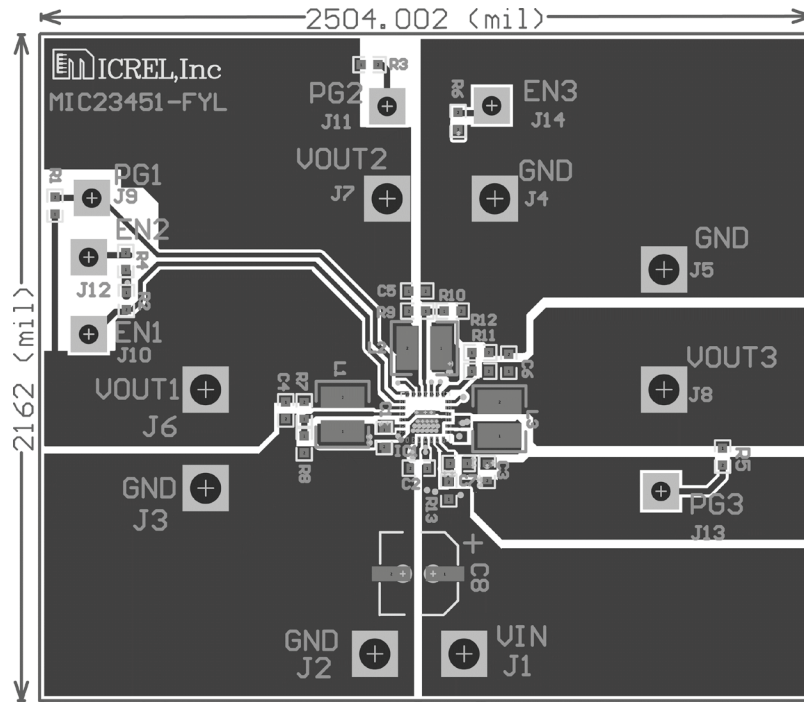 2504.002 (mil)
MICREL,Inc
MIC23451-FYL
R3
PG2
J11
R6
EN3
J14
VOUT2
J7
GND
J4
R1
PG1
J9
EN2
J12
R4
EN1
J10
GND
J5
C5
R10
R9
R12
R11
C6
2162 (mil)
VOUT1
J6
C4
R7
L1
VOUT3
J8
R8
C2
C3
R5
GND
J3
R13
PG3
J13
C8
GND
J2
VIN
J1